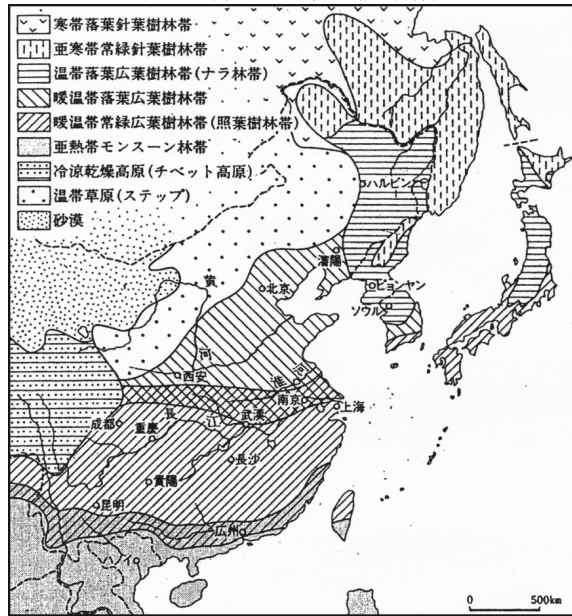 寒帯落葉針葉樹林帯
亜寒帯常緑針葉樹林帯
温帯落葉広葉樹林帯(ナラ林帯)
暖温帯落葉広葉樹林帯
暖温帯常緑広葉樹林帯(照葉樹林帯)
亜熱帯モンスーン林帯
冷涼乾燥高原(チベット高原)
温帯草原(ステップ)
砂漠
ハルビン
瀋陽
黄
北京
ピョンヤン
ソウル
河
西安
淮
河
南京
上海
成都
重慶
長
江
武漢
長沙
貴陽
昆明
広州
ハノイ
0 500km